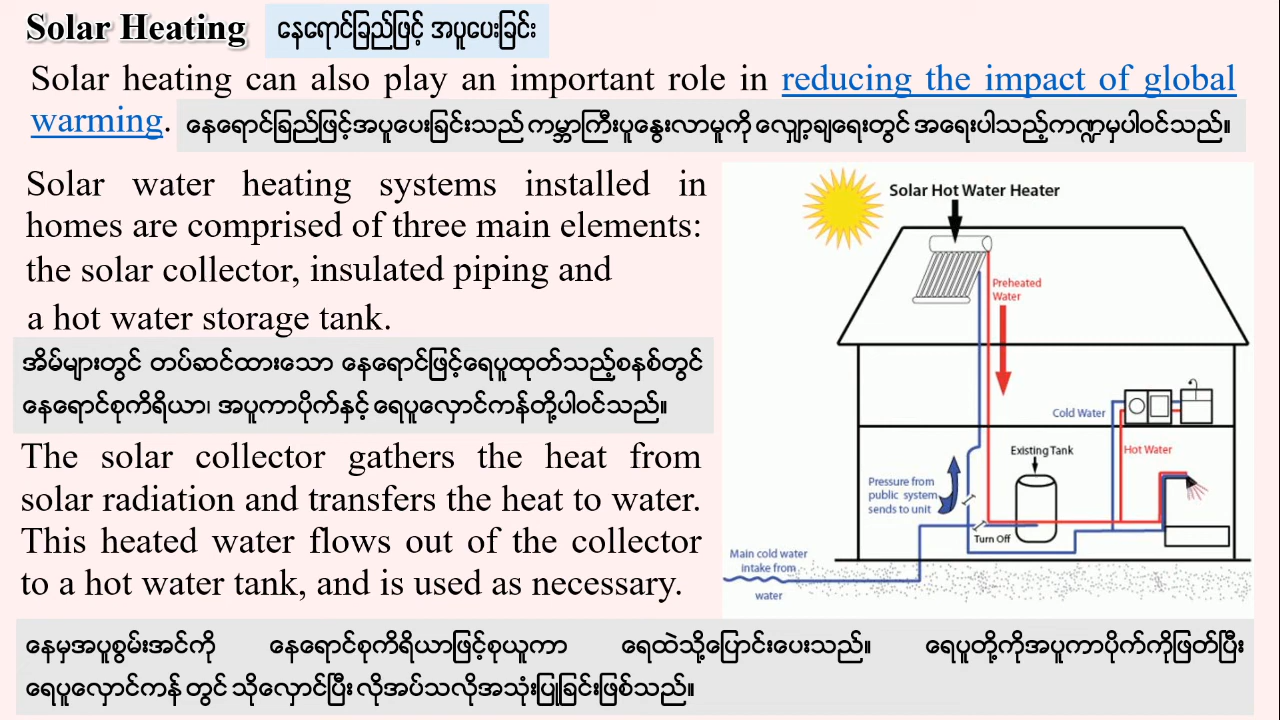 Solar Heating နေရောင်ခြည်ဖြင့် အပူပေးခြင်း
Solar heating can also play an important role in reducing the impact of global
warming. နေရောင်ခြည်ဖြင့်အပူပေးခြင်းသည် ကမ္ဘာကြီးပူနွေးလာမှုကို လျှော့ချရေးတွင် အရေးပါသည့်ကဏ္ဍမှပါဝင်သည်။
Solar water heating systems installed in
homes are comprised of three main elements:
the solar collector, insulated piping and
a hot water storage tank.
အိမ်များတွင် တပ်ဆင်ထားသော နေရောင်ဖြင့်ရေပူထုတ်သည့်စနစ်တွင်
နေရောင်စုကိရိယာ၊ အပူကာပိုက်နှင့် ရေပူလှောင်ကန်တို့ပါဝင်သည်။
The solar collector gathers the heat from
solar radiation and transfers the heat to water.
This heated water flows out of the collector
to a hot water tank, and is used as necessary.
Solar Hot Water Heater
Preheated
Water
Cold Water
Existing Tank
Hot Water
Pressure from
public system
sends to unit
Turn Off
Main cold water
intake from
water
နေမှအပူစွမ်းအင်ကို နေရောင်စုကိရိယာဖြင့်စုယူကာ ရေထဲသို့ပြောင်းပေးသည်။ ရေပူတို့ကိုအပူကာပိုက်ကိုဖြတ်ပြီး
ရေပူလှောင်ကန် တွင် သိုလှောင်ပြီး လိုအပ်သလိုအသုံးပြုခြင်းဖြစ်သည်။